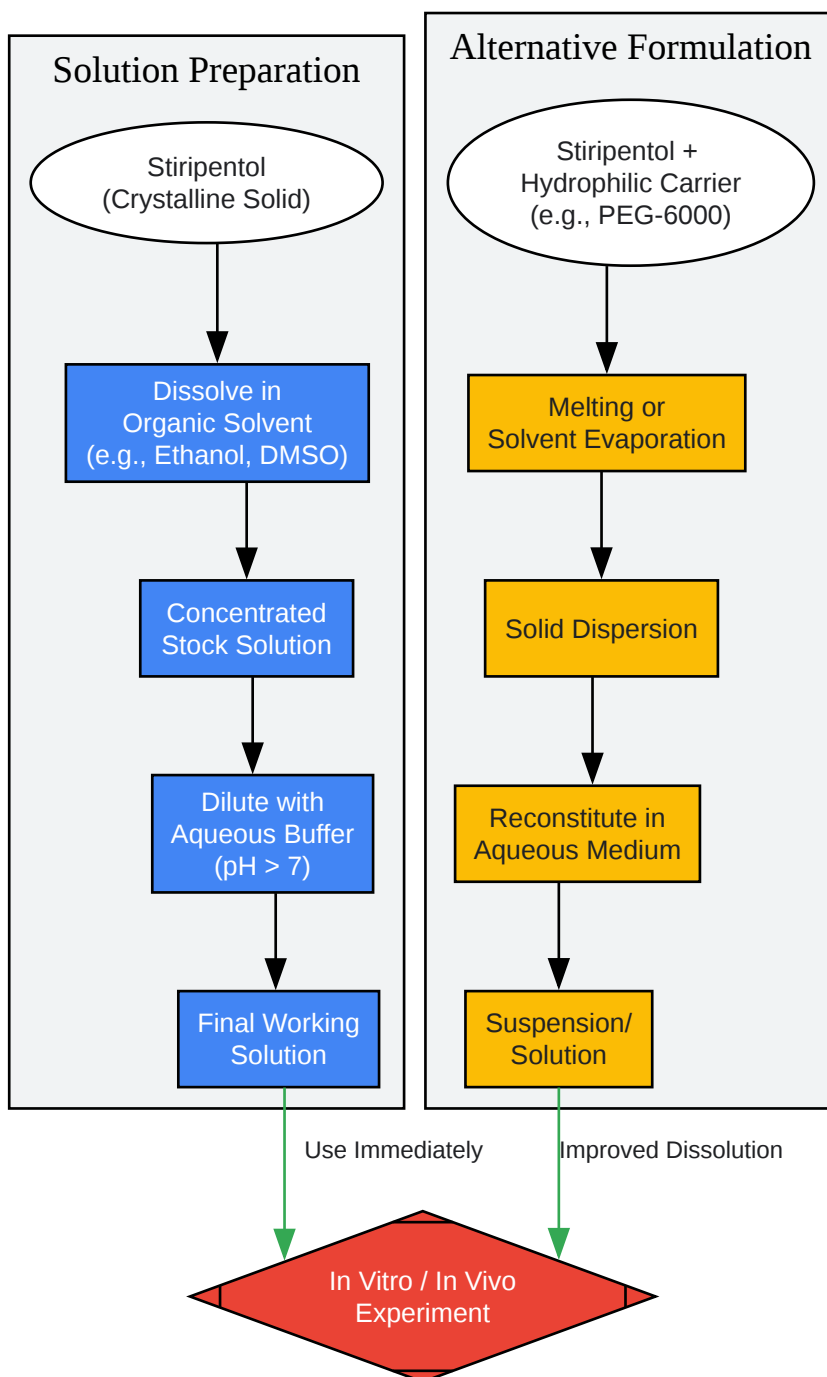 Solution Preparation
Stiripentol
(Crystalline Solid)
Dissolve in
Organic Solvent
(e.g., Ethanol, DMSO)
Concentrated
Stock Solution
Dilute with
Aqueous Buffer
(pH > 7)
Final Working
Solution
Use Immediately
Alternative Formulation
Stiripentol +
Hydrophilic Carrier
(e.g., PEG-6000)
Melting or
Solvent Evaporation
Solid Dispersion
Reconstitute in
Aqueous Medium
Suspension/
Solution
Improved Dissolution
In Vitro / In Vivo
Experiment